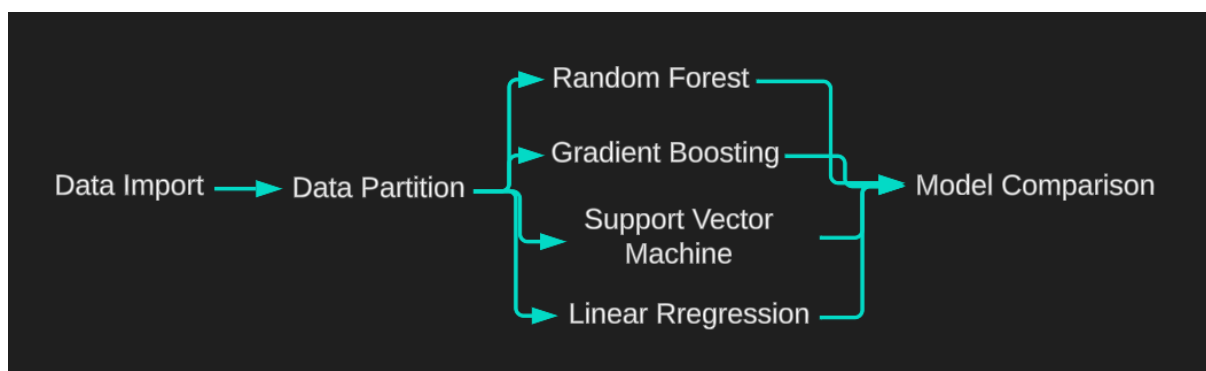 Data Import
Data Partition
Random Forest
Gradient Boosting
Support Vector
Machine
Linear Rregression
Model Comparison